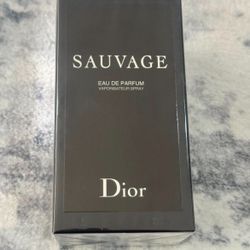 SAUVAGE
EAU DE PARFUM
VAPORISATEUR SPRAY
Dior